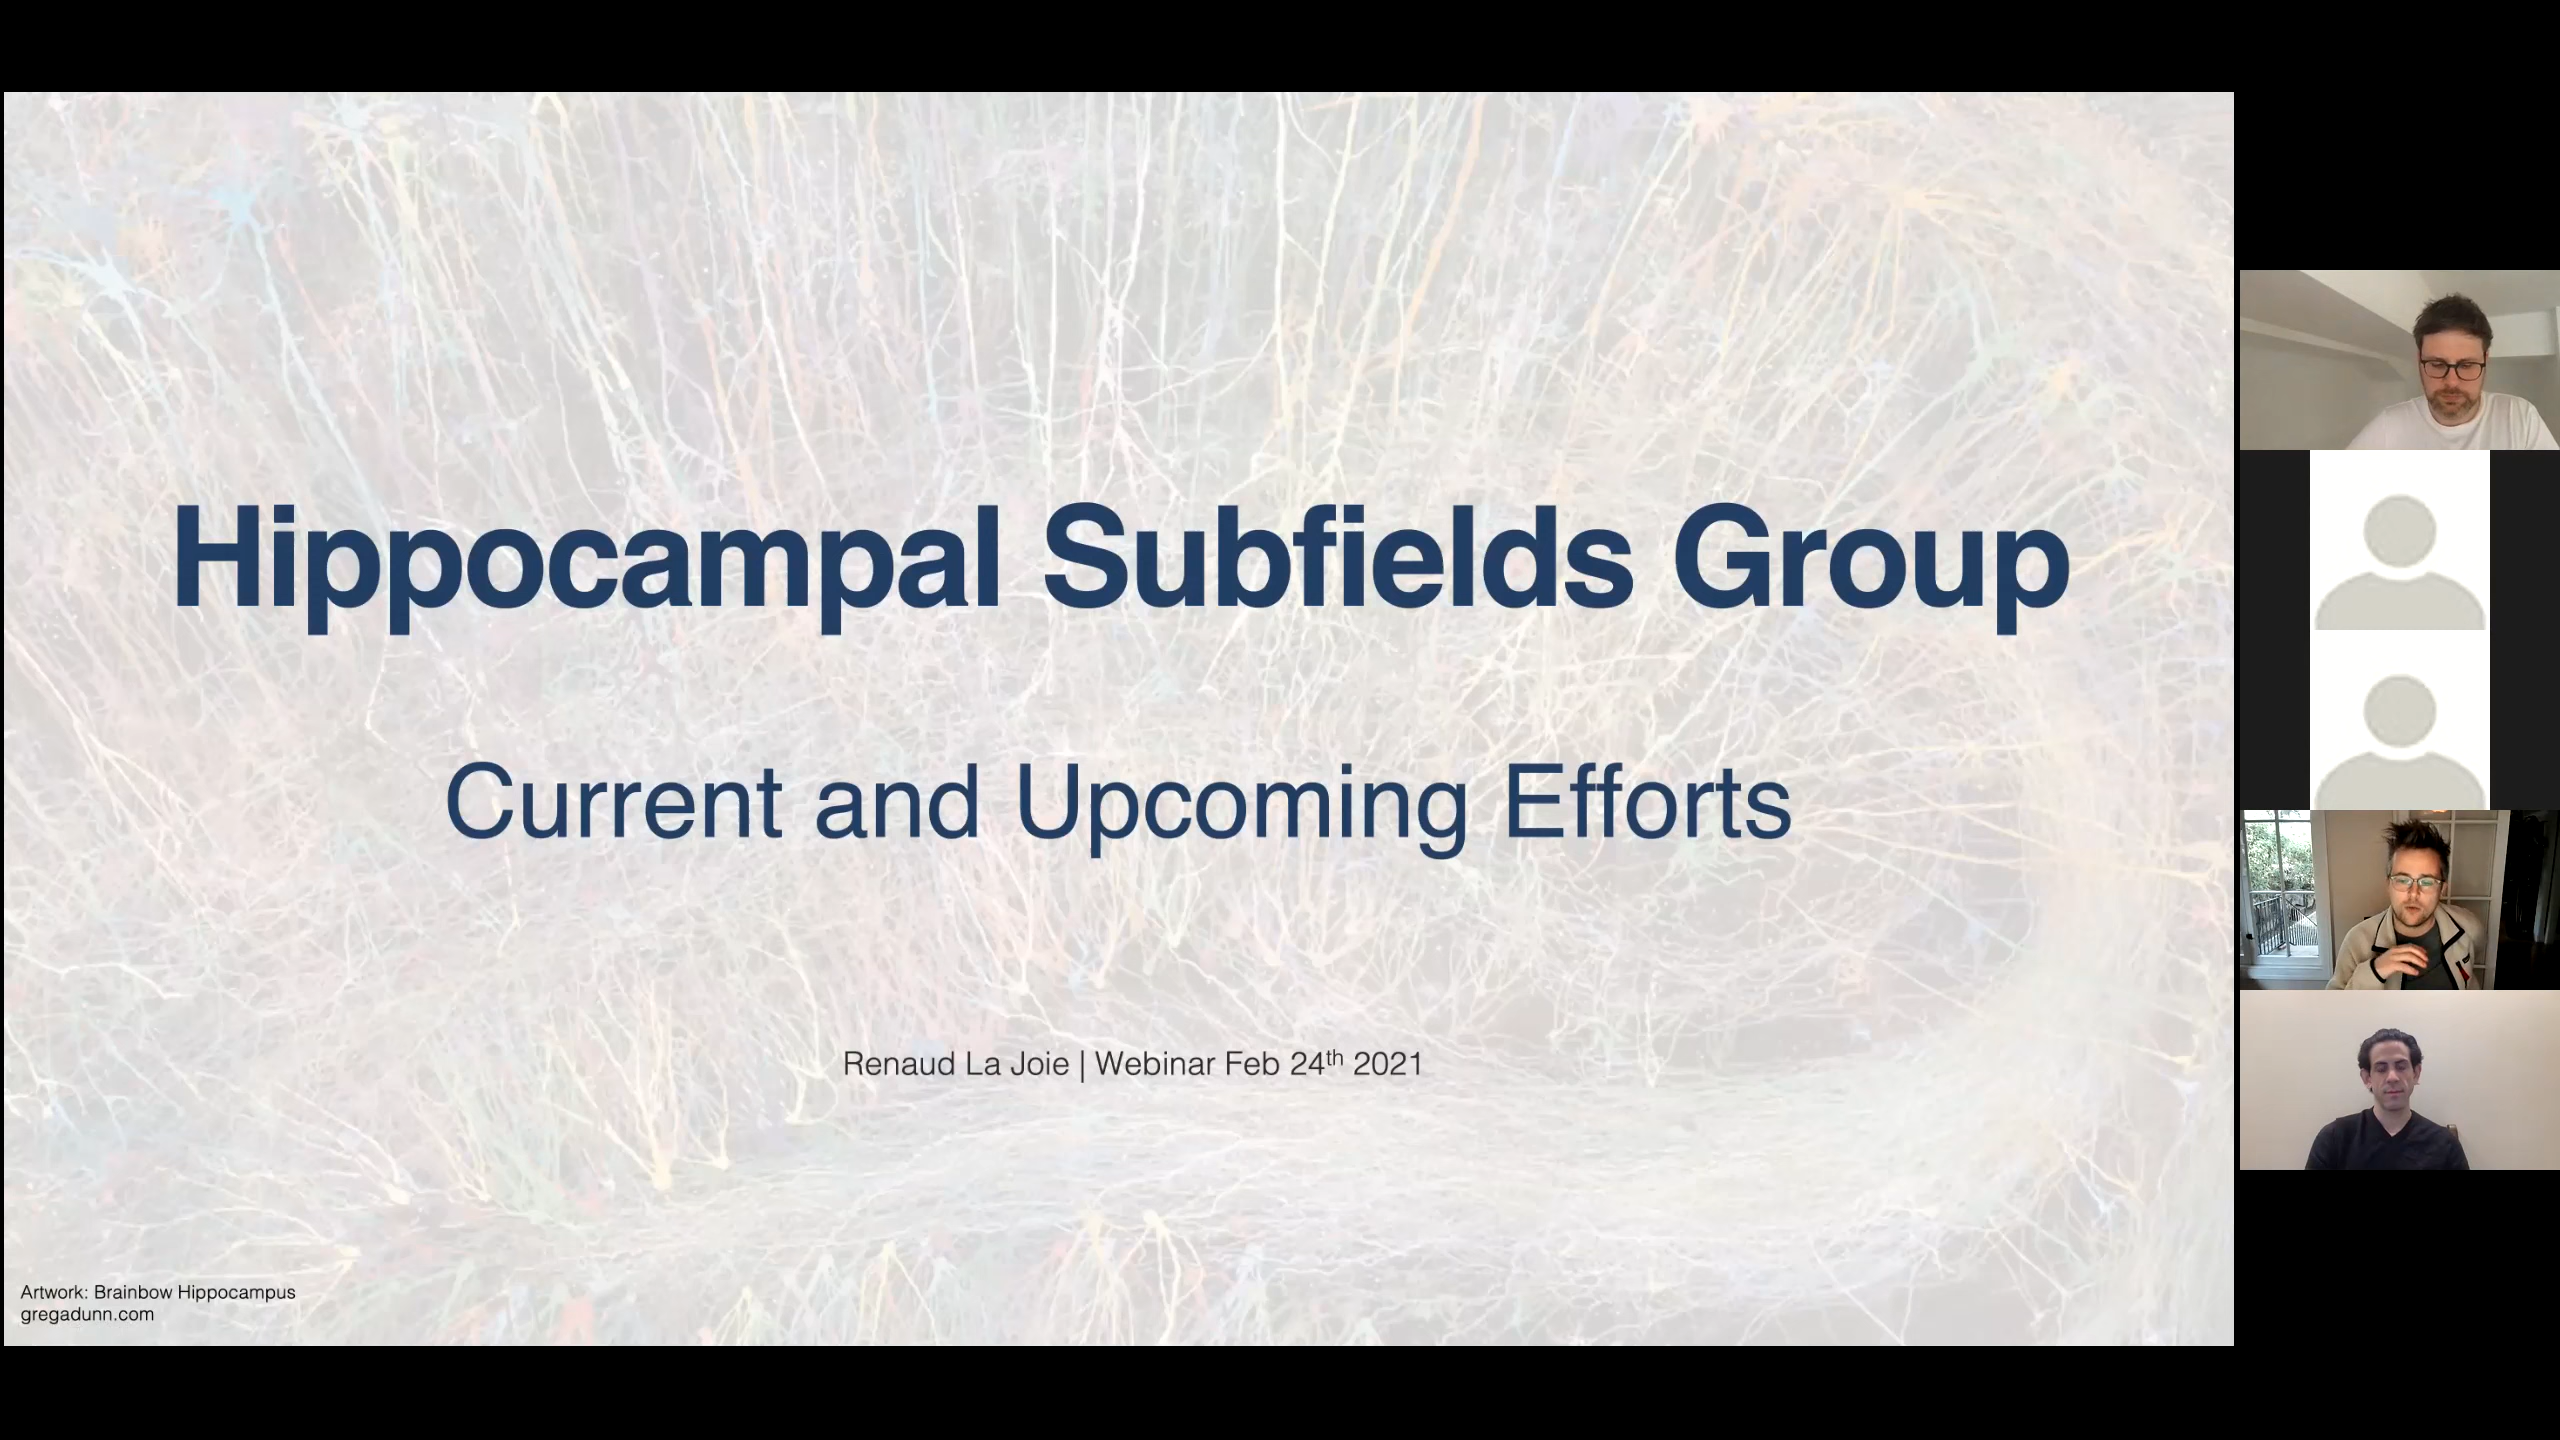 Hippocampal Subfields Group
Current and Upcoming Efforts
Renaud La Joie | Webinar Feb 24th 2021
Artwork: Brainbow Hippocampus
gregadunn.com